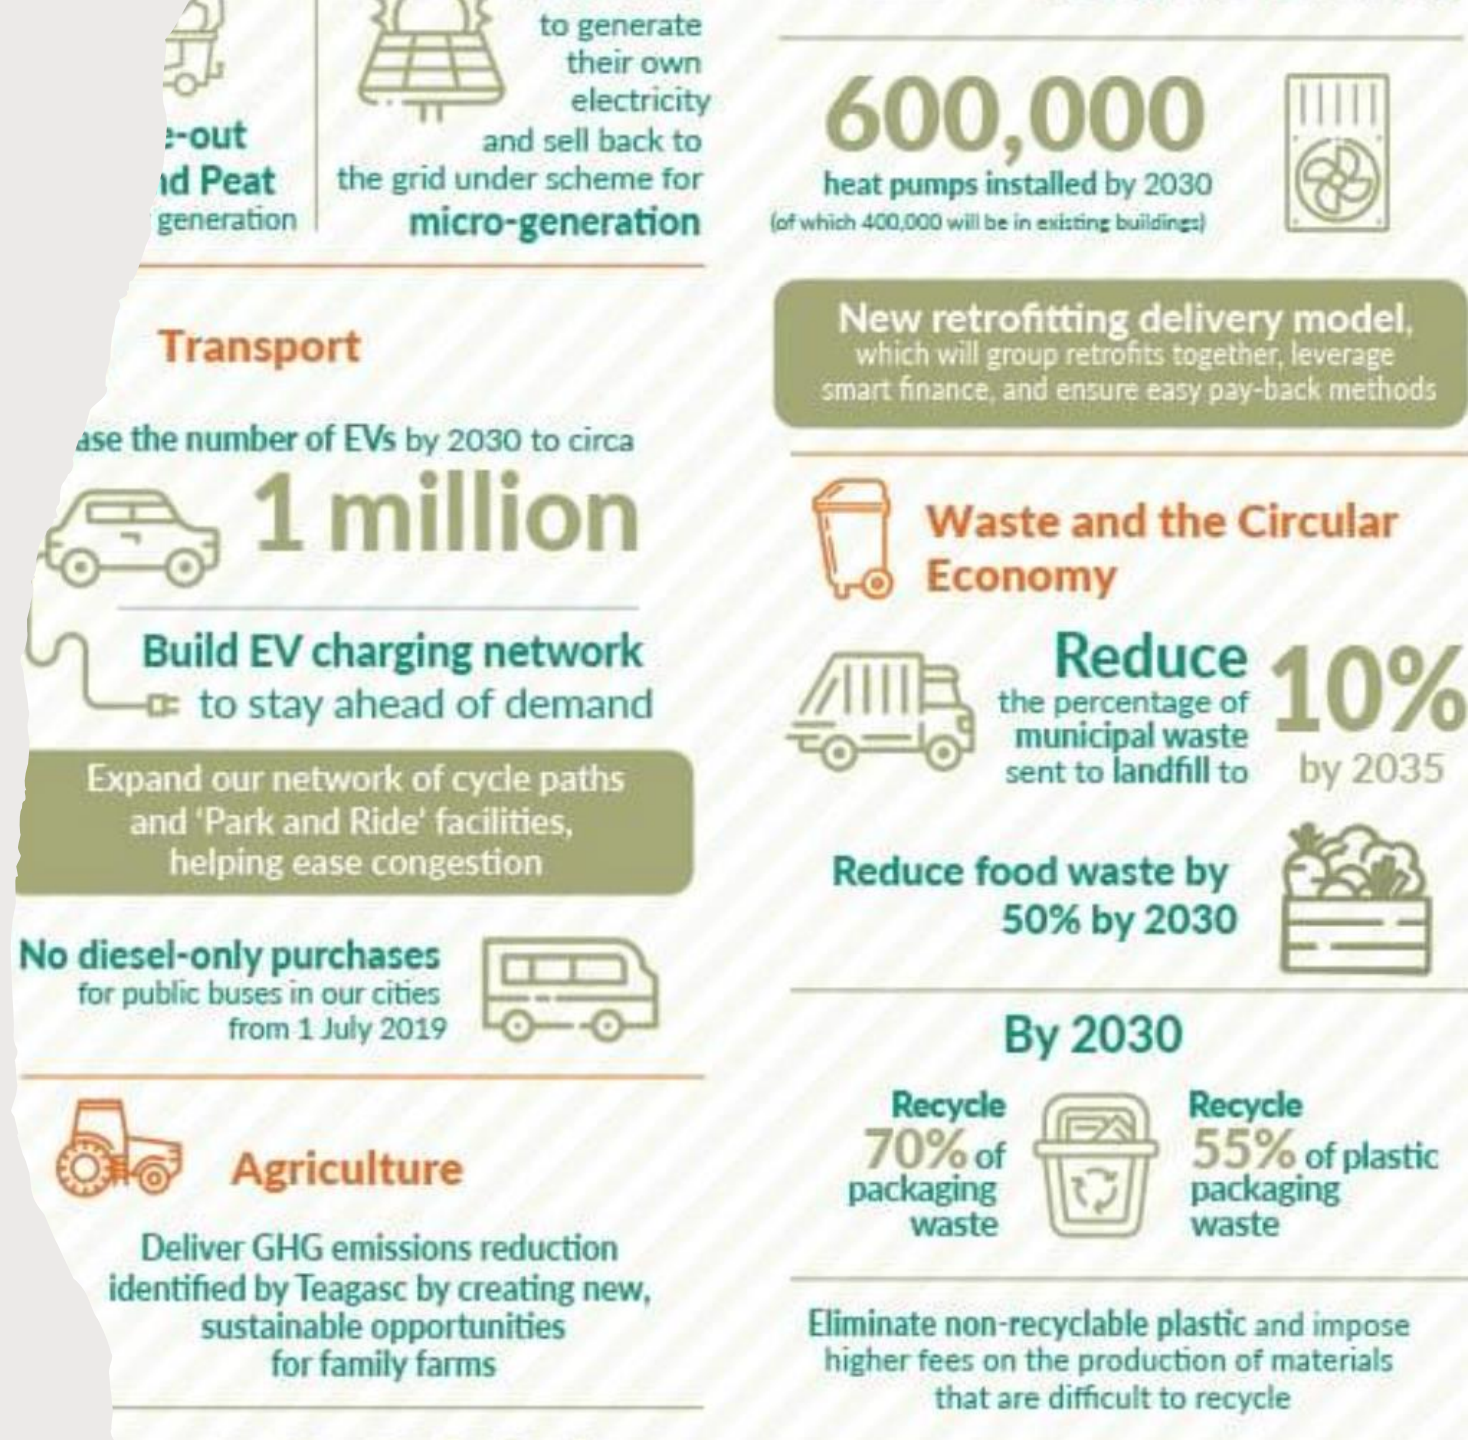 to generate
their own
electricity
and sell back to
the grid under scheme for
micro-generation
e-out
nd Peat
generation
Transport
ase the number of EVs by 2030 to circa
1 million
Build EV charging network
to stay ahead of demand
Expand our network of cycle paths
and ‘Park and Ride’ facilities,
helping ease congestion
No diesel-only purchases
for public buses in our cities
from 1 July 2019
Agriculture
Deliver GHG emissions reduction
identified by Teagasc by creating new,
sustainable opportunities
for family farms
600,000
heat pumps installed by 2030
(of which 400,000 will be in existing buildings)
New retrofitting delivery model,
which will group retrofits together, leverage
smart finance, and ensure easy pay-back methods
Waste and the Circular
Economy
Reduce
the percentage of
municipal waste
sent to landfill to
10%
by 2035
Reduce food waste by
50% by 2030
By 2030
Recycle
70% of
packaging
waste
Recycle
55% of plastic
packaging
waste
Eliminate non-recyclable plastic and impose
higher fees on the production of materials
that are difficult to recycle